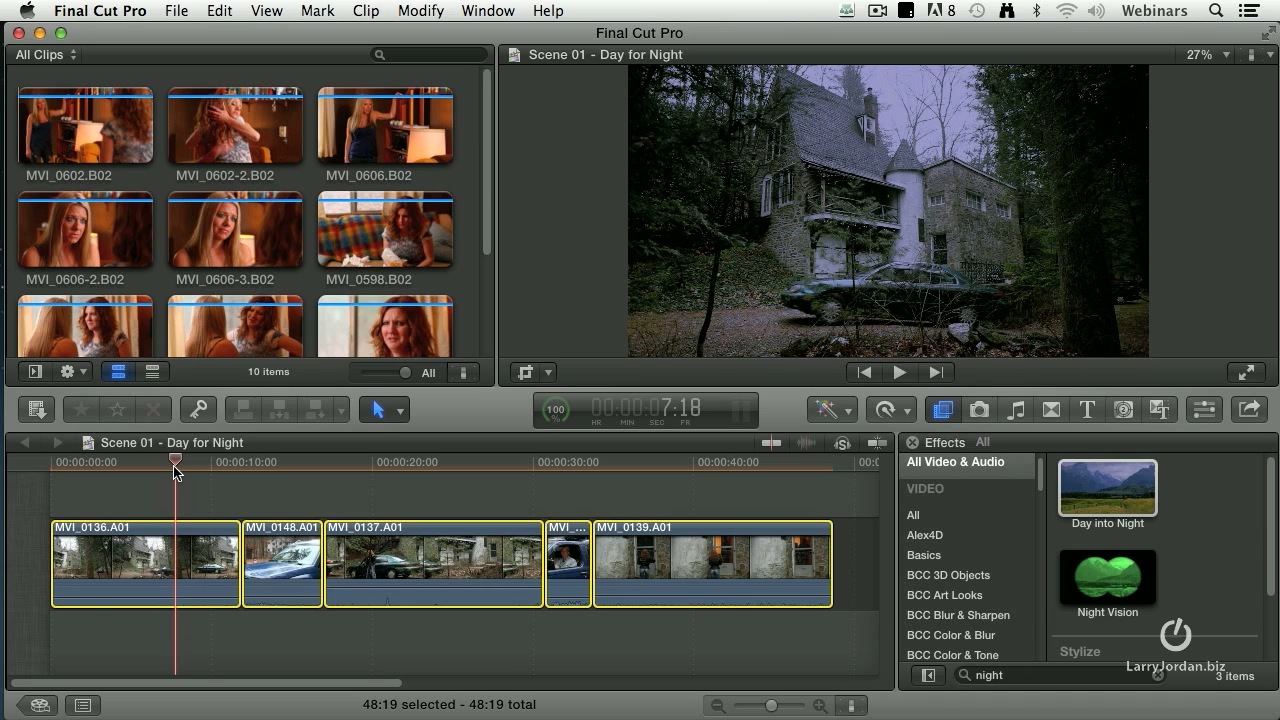 Final Cut Pro File Edit View Mark Clip Modify Window Help 8 Webinars
Final Cut Pro
All Clips
Scene 01 - Day for Night 27%
MVI_0602.B02 MVI_0602-2.B02 MVI_0606.B02
MVI_0606-2.B02 MVI_0606-3.B02 MVI_0598.B02
10 items All
100 00:00:07:18
HR MIN SEC FR
Scene 01 - Day for Night
00:00:00:00 00:00:10:00 00:00:20:00 00:00:30:00 00:00:40:00 00:0
MVI_0136.A01 MVI_0148.A01 MVI_0137.A01 MVI_... MVI_0139.A01
Effects All
All Video & Audio
VIDEO
All
Alex4D
Basics
BCC 3D Objects
BCC Art Looks
BCC Blur & Sharpen
BCC Color & Blur
BCC Color & Tone
Day into Night
Night Vision
Stylize
LarryJordan.biz
night
3 items
48:19 selected - 48:19 total